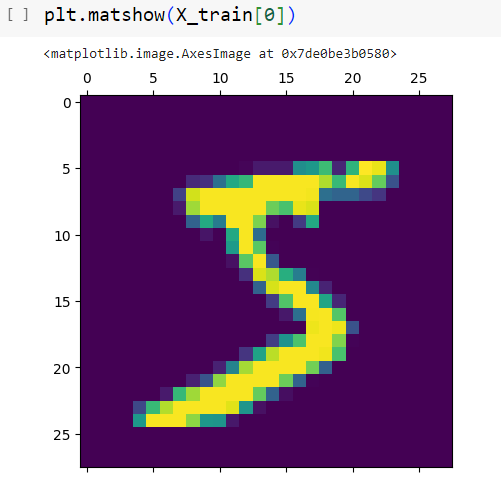 [ ] plt.matshow(X_train[0])
<matplotlib.image.AxesImage at 0x7de0be3b0580>
0 5 10 15 20 25
0
5
10
15
20
25